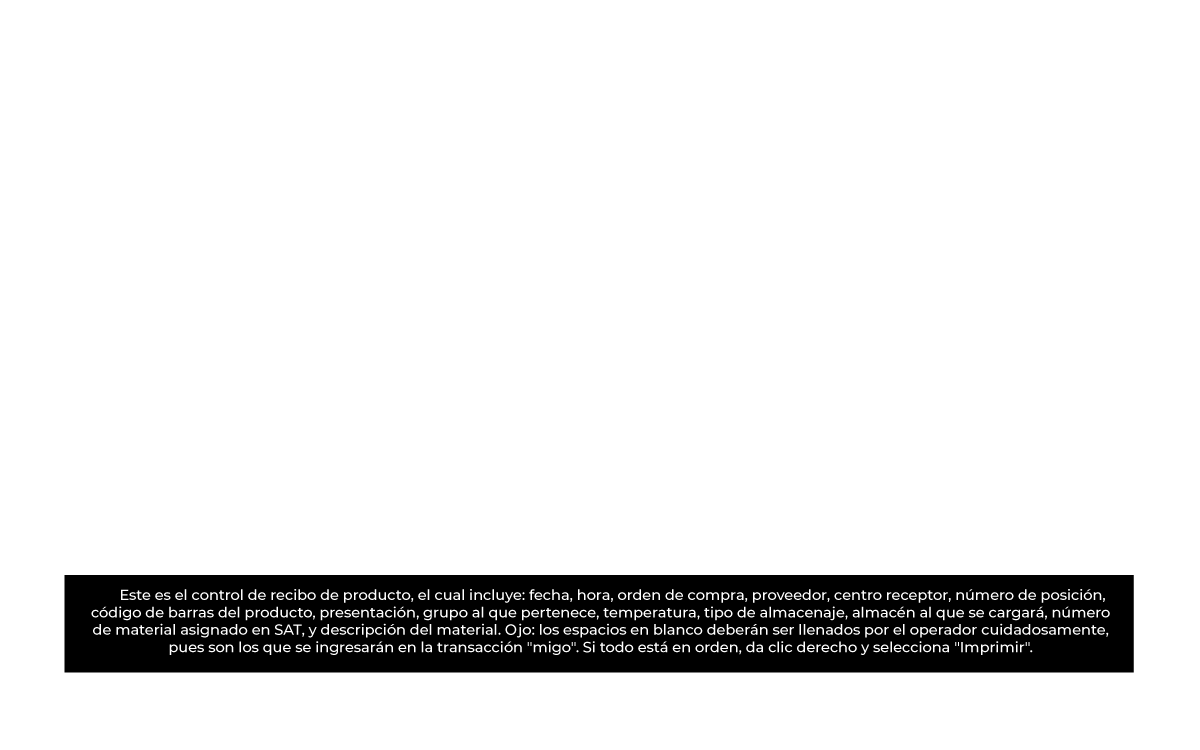 Este es el control de recibo de producto, el cual incluye: fecha, hora, orden de compra, proveedor, centro receptor, número de posición,
código de barras del producto, presentación, grupo al que pertenece, temperatura, tipo de almacenaje, almacén al que se cargará, número
de material asignado en SAT, y descripción del material. Ojo: los espacios en blanco deberán ser llenados por el operador cuidadosamente,
pues son los que se ingresarán en la transacción "migo". Si todo está en orden, da clic derecho y selecciona "Imprimir".